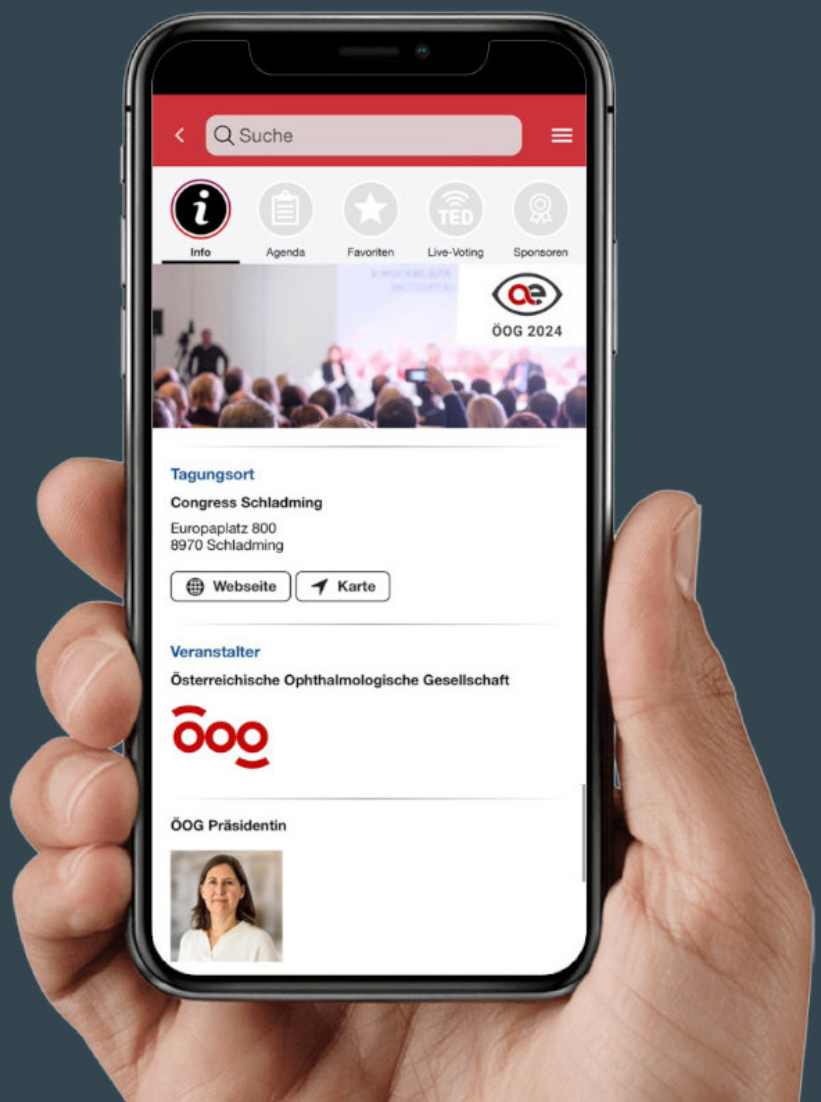 Suche
Info
Agenda
Favoriten
TED
Live-Voting
Sponsoren
ÖOG 2024
Tagungsort
Congress Schladming
Europaplatz 800
8970 Schladming
Webseite
Karte
Veranstalter
Österreichische Ophthalmologische Gesellschaft
öog
ÖOG Präsidentin